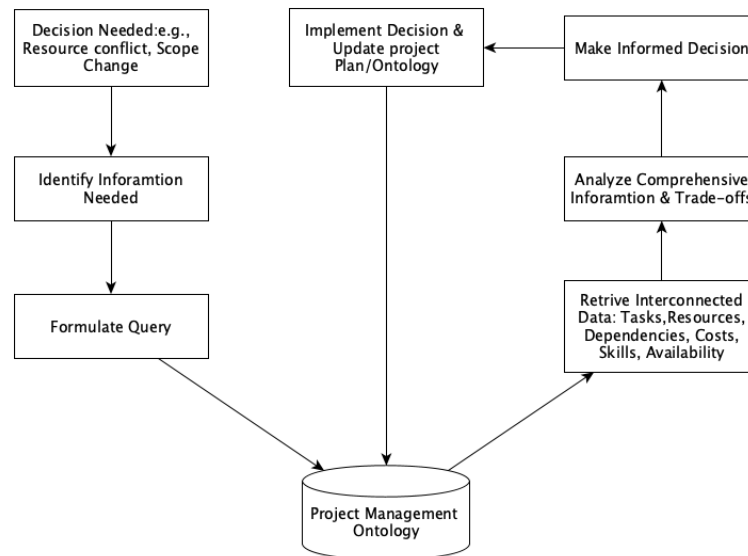 Decision Needed:e.g.,
Resource conflict, Scope
Change
Identify Inforamtion
Needed
Formulate Query
Implement Decision &
Update project
Plan/Ontology
Make Informed Decision
Analyze Comprehensive
Inforamtion & Trade-offs
Retrive Interconnected
Data: Tasks,Resources,
Dependencies, Costs,
Skills, Availability
Project Management
Ontology